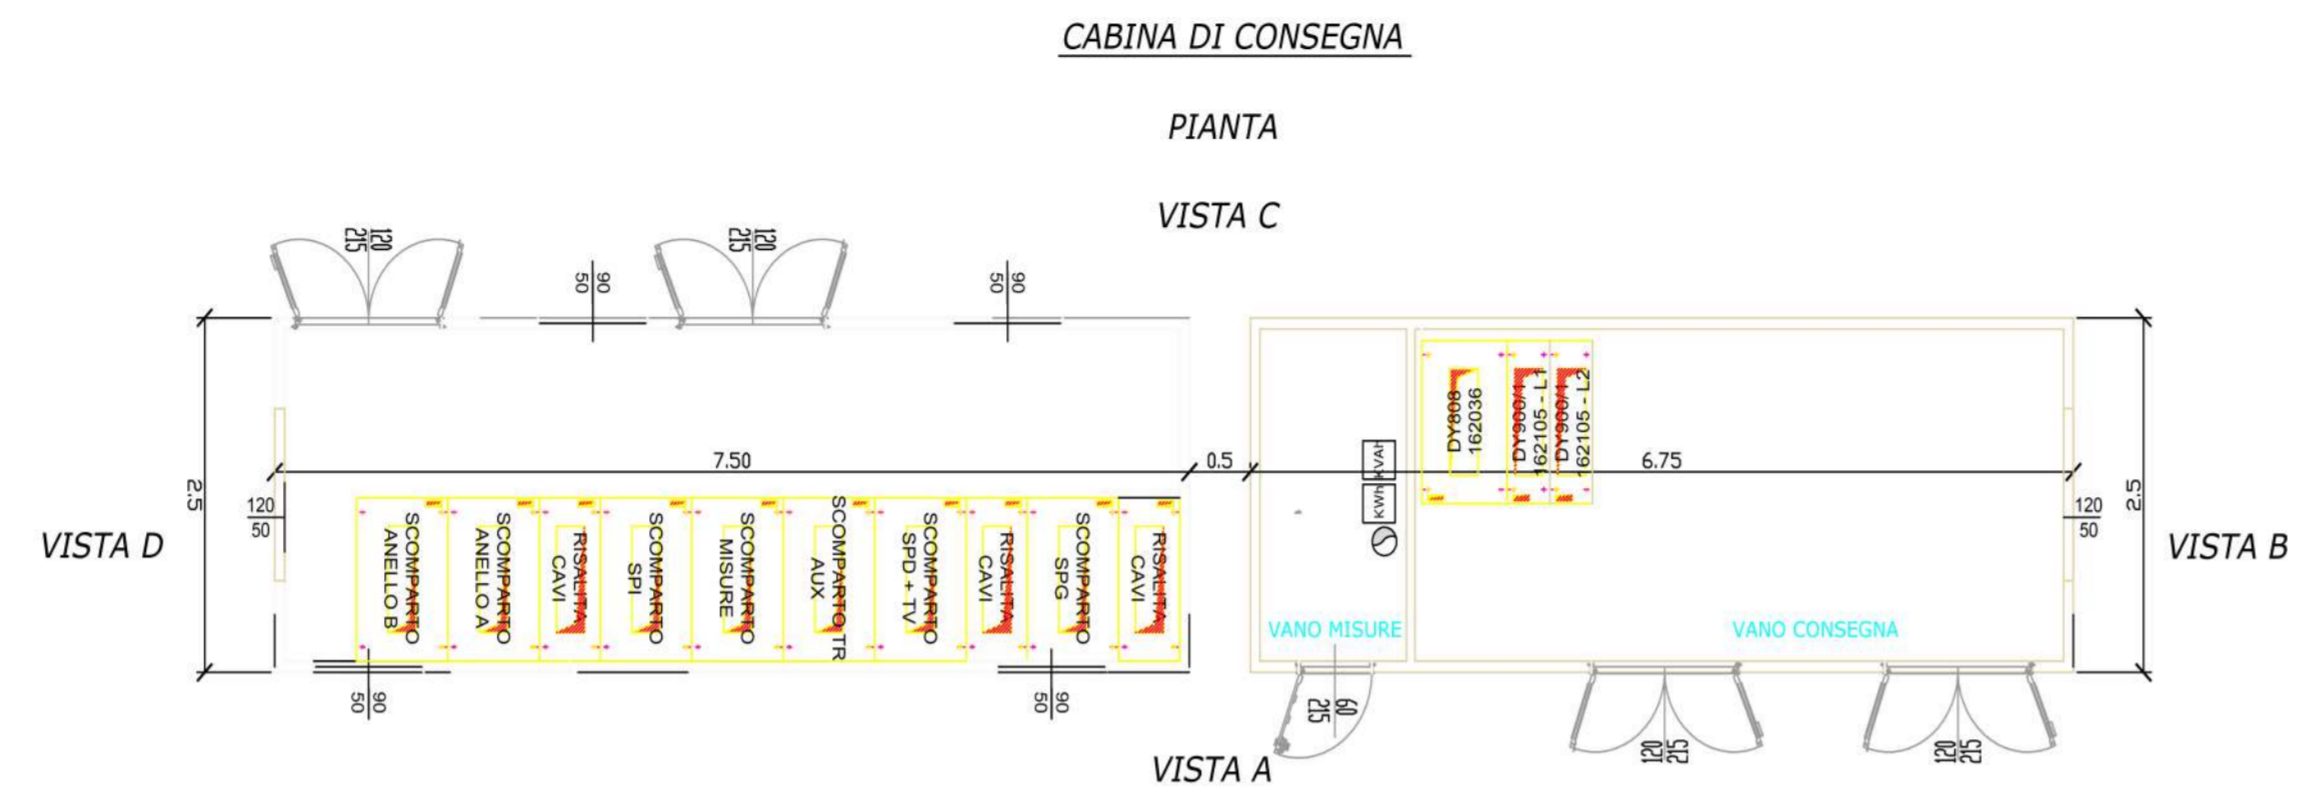 CABINA DI CONSEGNA
PIANTA
VISTA C
120
215
120
215
90
50
90
50
7.50
0.5
6.75
2.5
2.5
120
50
120
50
VISTA D
VISTA B
SCOMPARTO
ANELLO B
SCOMPARTO
ANELLO A
RISALITA
CAVI
SCOMPARTO
SPI
SCOMPARTO
MISURE
SCOMPARTO TR
AUX
SCOMPARTO
SPD + TV
RISALITA
CAVI
SCOMPARTO
SPG
RISALITA
CAVI
KVAh
KWh
DY808
162036
DY900/1
162105 - L1
DY900/1
162105 - L2
VANO MISURE
VANO CONSEGNA
90
50
90
50
60
215
120
215
120
215
VISTA A